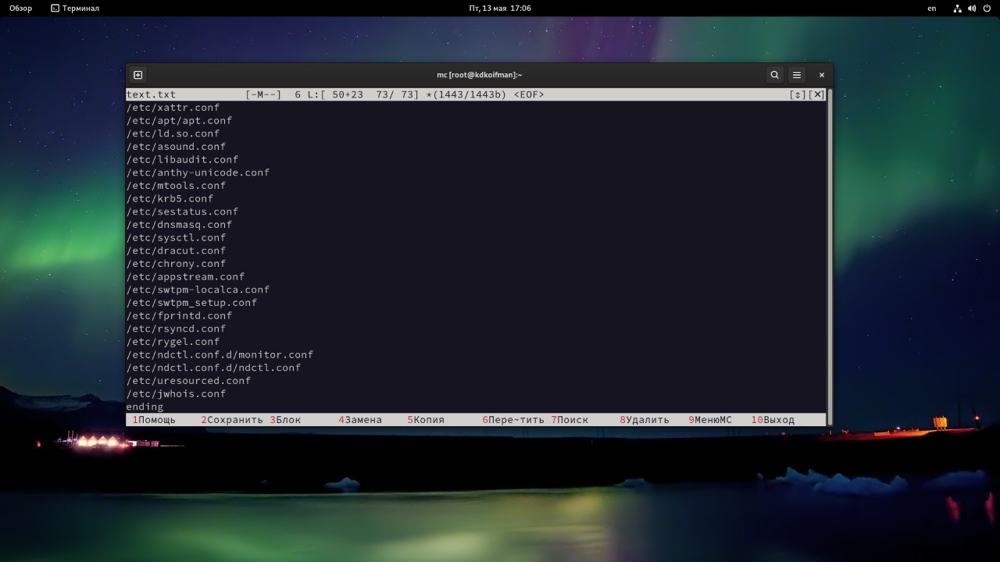 Обзор Терминал Пт, 13 мая 17:06 en
mc [root@kdkoifman]:~
text.txt [-M--] 6 L:[ 50+23 73/ 73] *(1443/1443b) <EOF> [↕][X]
/etc/xattr.conf
/etc/apt/apt.conf
/etc/ld.so.conf
/etc/asound.conf
/etc/libaudit.conf
/etc/anthy-unicode.conf
/etc/mtools.conf
/etc/krb5.conf
/etc/sestatus.conf
/etc/dnsmasq.conf
/etc/sysctl.conf
/etc/dracut.conf
/etc/chrony.conf
/etc/appstream.conf
/etc/swtpm-localca.conf
/etc/swtpm_setup.conf
/etc/fprintd.conf
/etc/rsyncd.conf
/etc/rygel.conf
/etc/ndctl.conf.d/monitor.conf
/etc/ndctl.conf.d/ndctl.conf
/etc/uresourced.conf
/etc/jwhois.conf
ending
1Помощь 2Сохранить 3Блок 4Замена 5Копия 6Пере~тить 7Поиск 8Удалить 9МенюMC 10Выход